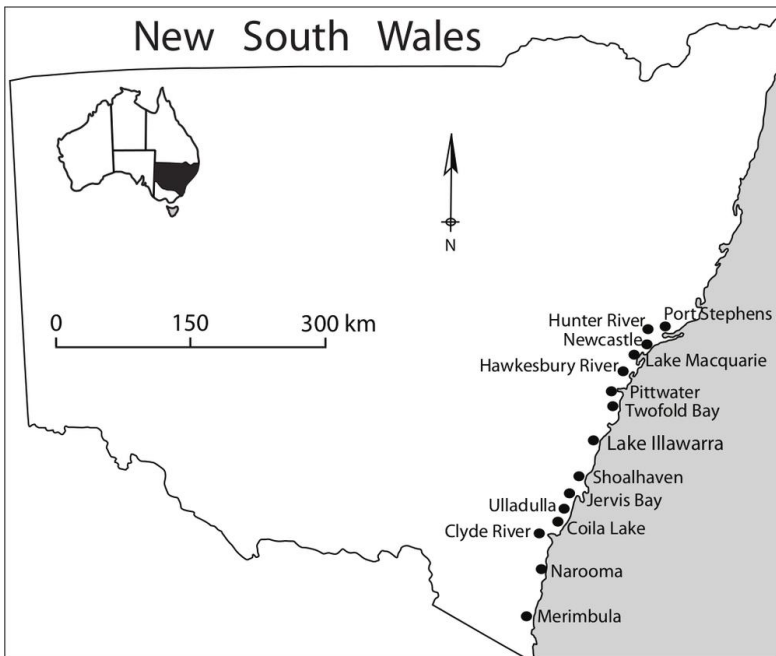 New South Wales
N
0 150 300 km
Port Stephens
Hunter River
Newcastle
Lake Macquarie
Hawkesbury River
Pittwater
Twofold Bay
Lake Illawarra
Shoalhaven
Jervis Bay
Ulladulla
Coila Lake
Clyde River
Narooma
Merimbula